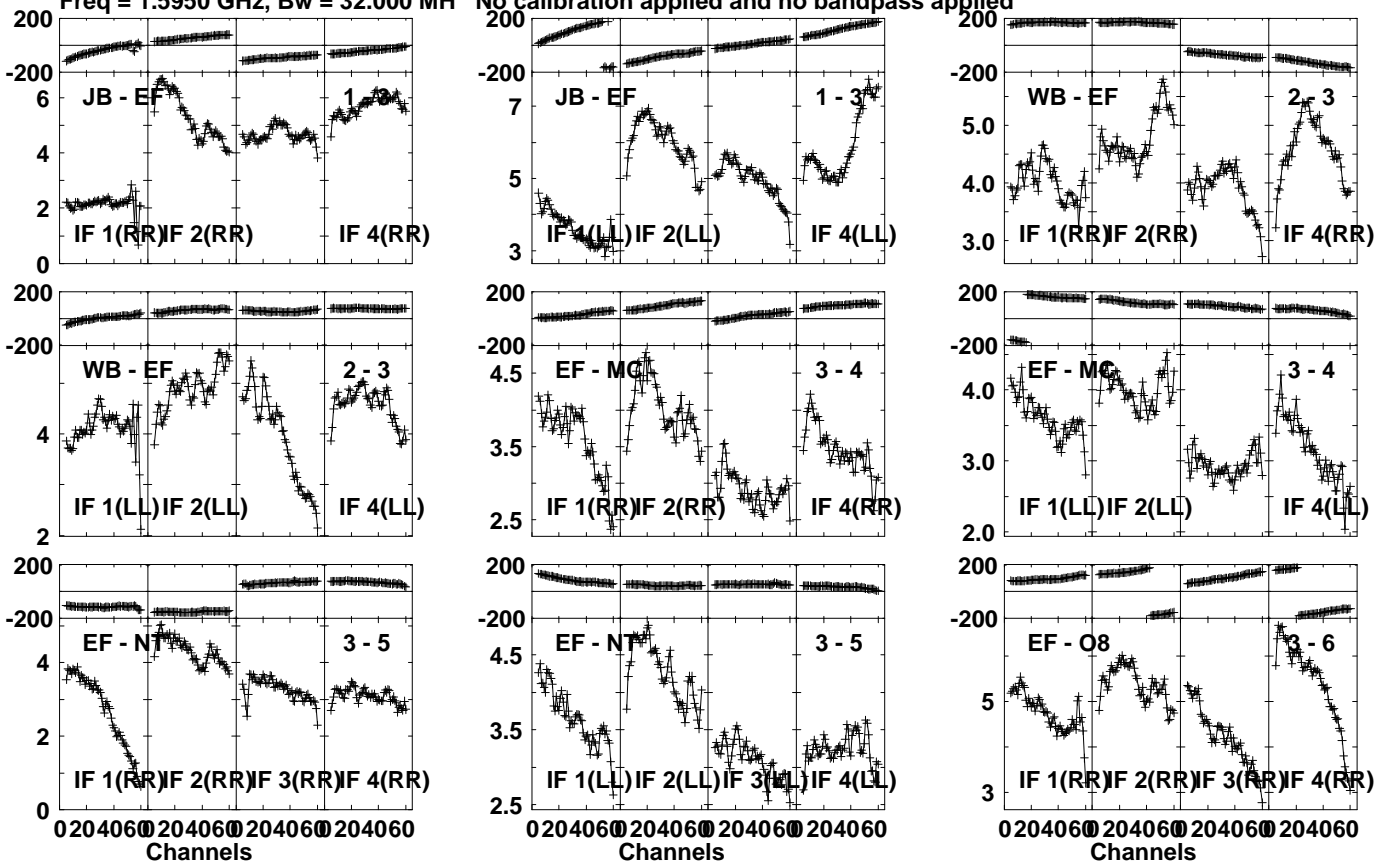 Freq = 1.5950 GHz, Bw = 32.000 MH No calibration applied and no bandpass applied
200
-200
JB - EF 1 - 3
6
4
2
0
IF 1(RR) IF 2(RR) IF 4(RR)
JB - EF 1 - 3
7
5
3
IF 1(LL) IF 2(LL) IF 4(LL)
200
-200
WB - EF 2 - 3
5.0
4.0
3.0
IF 1(RR) IF 2(RR) IF 4(RR)
200
-200
WB - EF 2 - 3
4
2
IF 1(LL) IF 2(LL) IF 4(LL)
200
-200
EF - MC 3 - 4
4.5
3.5
2.5
IF 1(RR) IF 2(RR) IF 4(RR)
200
-200
EF - MC 3 - 4
4.0
3.0
2.0
IF 1(LL) IF 2(LL) IF 4(LL)
200
-200
EF - NT 3 - 5
4
2
0
IF 1(RR) IF 2(RR) IF 3(RR) IF 4(RR)
0 20 40 60 0 20 40 60 0 20 40 60 0 20 40 60
Channels
200
-200
EF - NT 3 - 5
4.5
3.5
2.5
IF 1(LL) IF 2(LL) IF 3(LL) IF 4(LL)
0 20 40 60 0 20 40 60 0 20 40 60 0 20 40 60
Channels
200
-200
EF - O8 3 - 6
5
3
IF 1(RR) IF 2(RR) IF 3(RR) IF 4(RR)
0 20 40 60 0 20 40 60 0 20 40 60 0 20 40 60
Channels